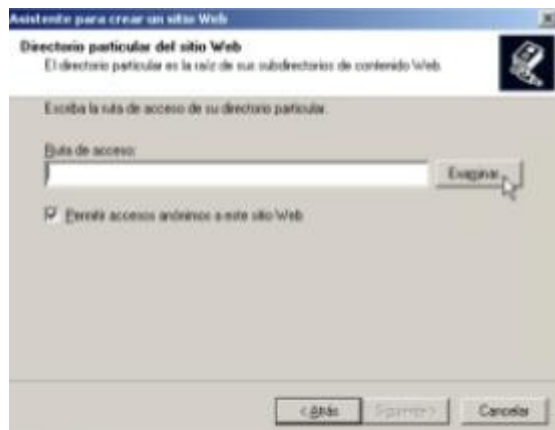 Asistente para crear un sitio Web
Directorio particular del sitio Web
El directorio particular es la raíz de sus subdirectorios de contenido Web.
Escriba la ruta de acceso de su directorio particular.
Ruta de acceso:
Examinar...
Permitir accesos anónimos a este sitio Web
< Atrás
Siguiente >
Cancelar